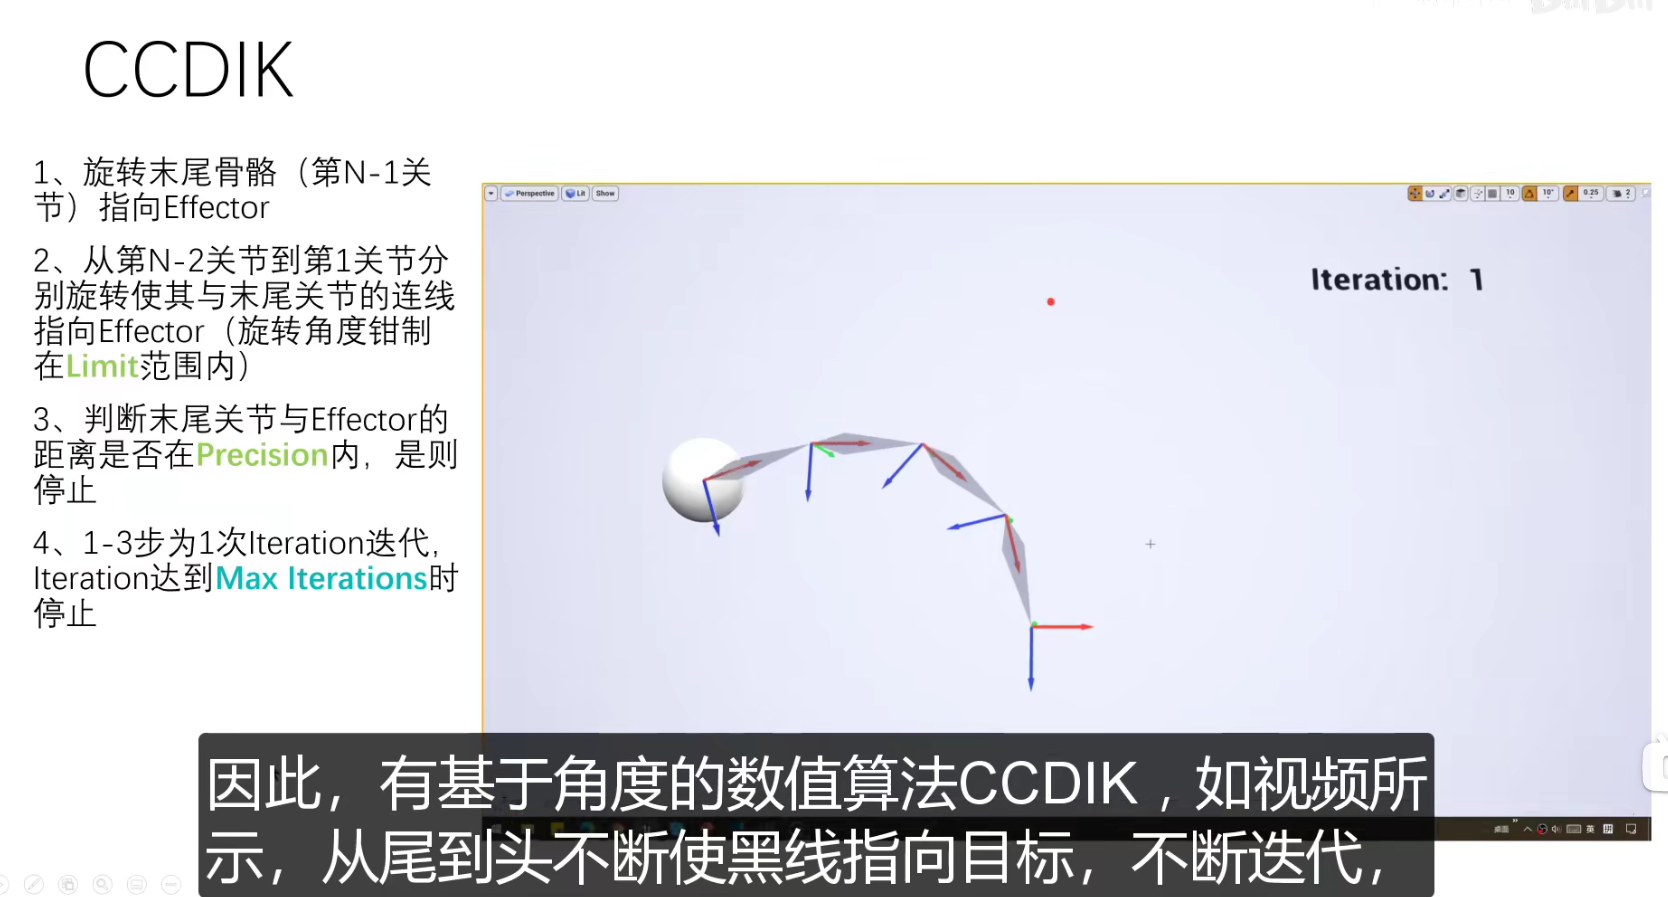 CCDIK
1、旋转末尾骨骼（第N-1关
节）指向Effector
2、从第N-2关节到第1关节分
别旋转使其与末尾关节的连线
指向Effector（旋转角度钳制
在Limit范围内）
3、判断末尾关节与Effector的
距离是否在Precision内，是则
停止
4、1-3步为1次Iteration迭代，
Iteration达到Max Iterations时
停止
Perspective Lit Show
10 10° 0.25 2
Iteration: 1
因此，有基于角度的数值算法CCDIK，如视频所
示，从尾到头不断使黑线指向目标，不断迭代，
桌面 英